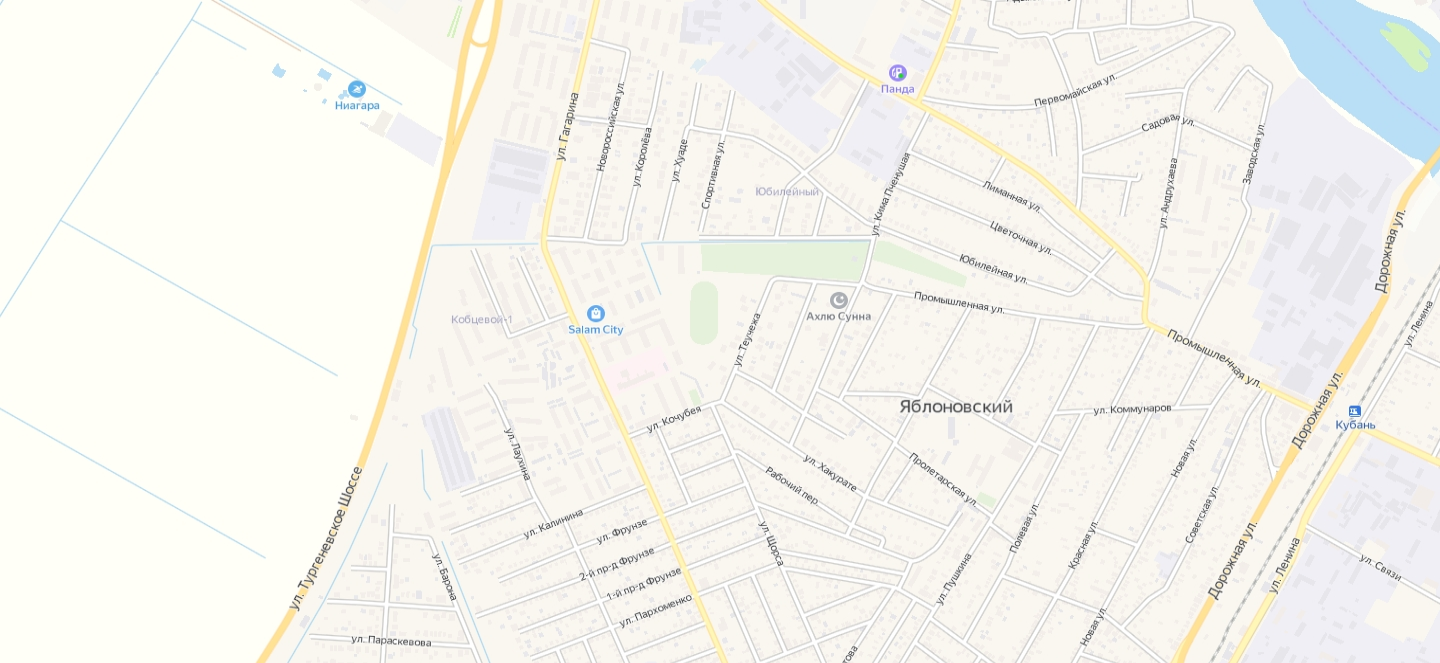 Ниагара
ул. Гагарина
Новороссийская ул.
ул. Королёва
ул. Хуаде
Спортивная ул.
Юбилейный
Панда
Первомайская ул.
Садовая ул.
Заводская ул.
ул. Андрухаева
Лиманная ул.
Цветочная ул.
Юбилейная ул.
ул. Кима Пченушая
Промышленная ул.
Ахлю Сунна
ул. Теучежа
Salam City
Кобцевой-1
Дорожная ул.
ул. Ленина
Промышленная ул.
Дорожная ул.
Кубань
Яблоновский
ул. Коммунаров
ул. Кочубея
ул. Лаухина
ул. Хакурате
Рабочий пер.
Пролетарская ул.
Новая ул.
Советская ул.
Полевая ул.
Красная ул.
ул. Калинина
ул. Фрунзе
2-й пр-д Фрунзе
1-й пр-д Фрунзе
ул. Пархоменко
ул. Щорса
ул. Пушкина
Новая ул.
Дорожная ул.
ул. Ленина
ул. Связи
ул. Тургеневское Шоссе
ул. Барона
ул. Параскевова